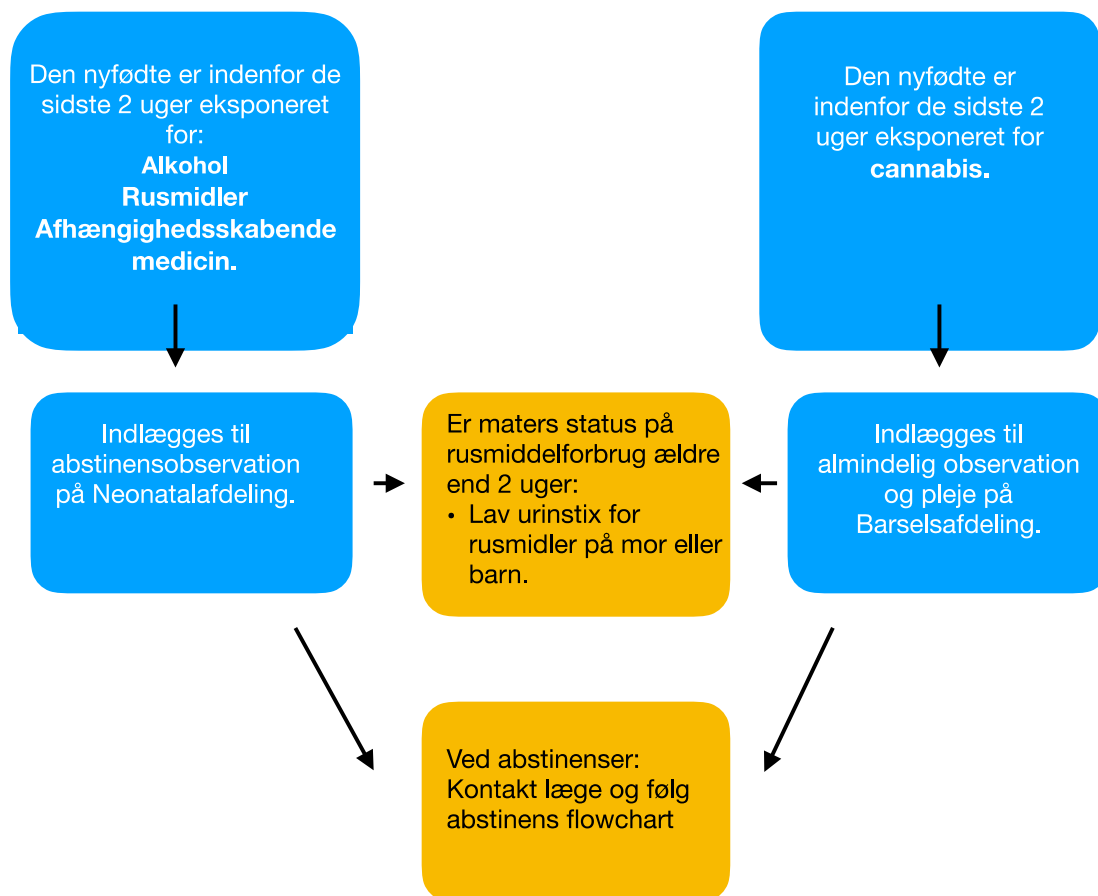 Den nyfødte er indenfor de
sidste 2 uger eksponeret
for:
Alkohol
Rusmidler
Afhængighedsskabende
medicin.
Den nyfødte er
indenfor de sidste 2
uger eksponeret for
cannabis.
Indlægges til
abstinensobservation
på Neonatalafdeling.
Er maters status på
rusmiddelforbrug ældre
end 2 uger:
• Lav urinstix for
rusmidler på mor eller
barn.
Indlægges til
almindelig observation
og pleje på
Barselsafdeling.
Ved abstinenser:
Kontakt læge og følg
abstinens flowchart